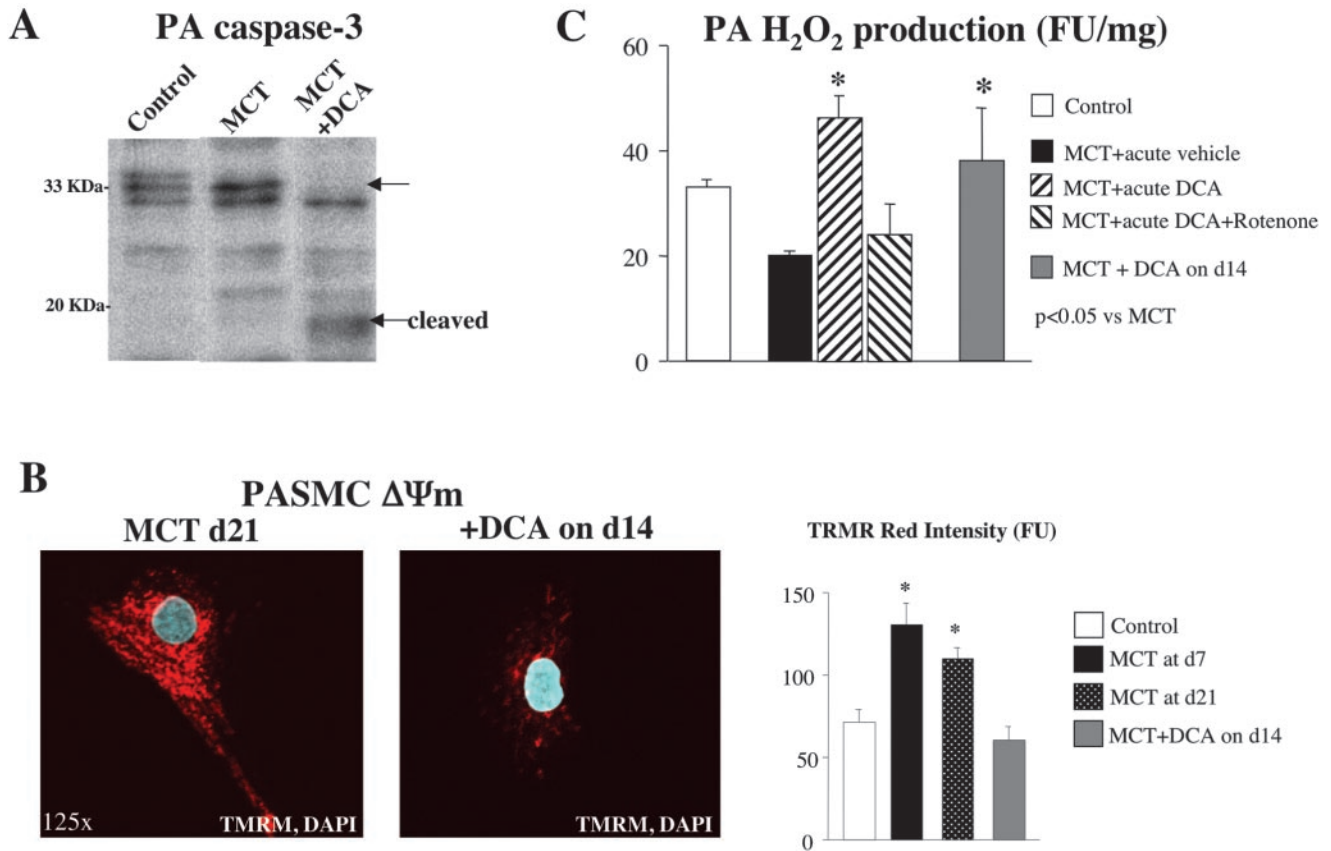 A
PA caspase-3
Control
MCT
MCT
+DCA
33 KDa-
20 KDa-
cleaved
C
PA H₂O₂ production (FU/mg)
60
40
20
0
*
*
Control
MCT+acute vehicle
MCT+acute DCA
MCT+acute DCA+Rotenone
MCT + DCA on d14
p<0.05 vs MCT
B
PASMC ΔΨm
MCT d21
+DCA on d14
125x
TMRM, DAPI
TMRM, DAPI
TRMR Red Intensity (FU)
150
100
50
0
*
*
Control
MCT at d7
MCT at d21
MCT+DCA on d14